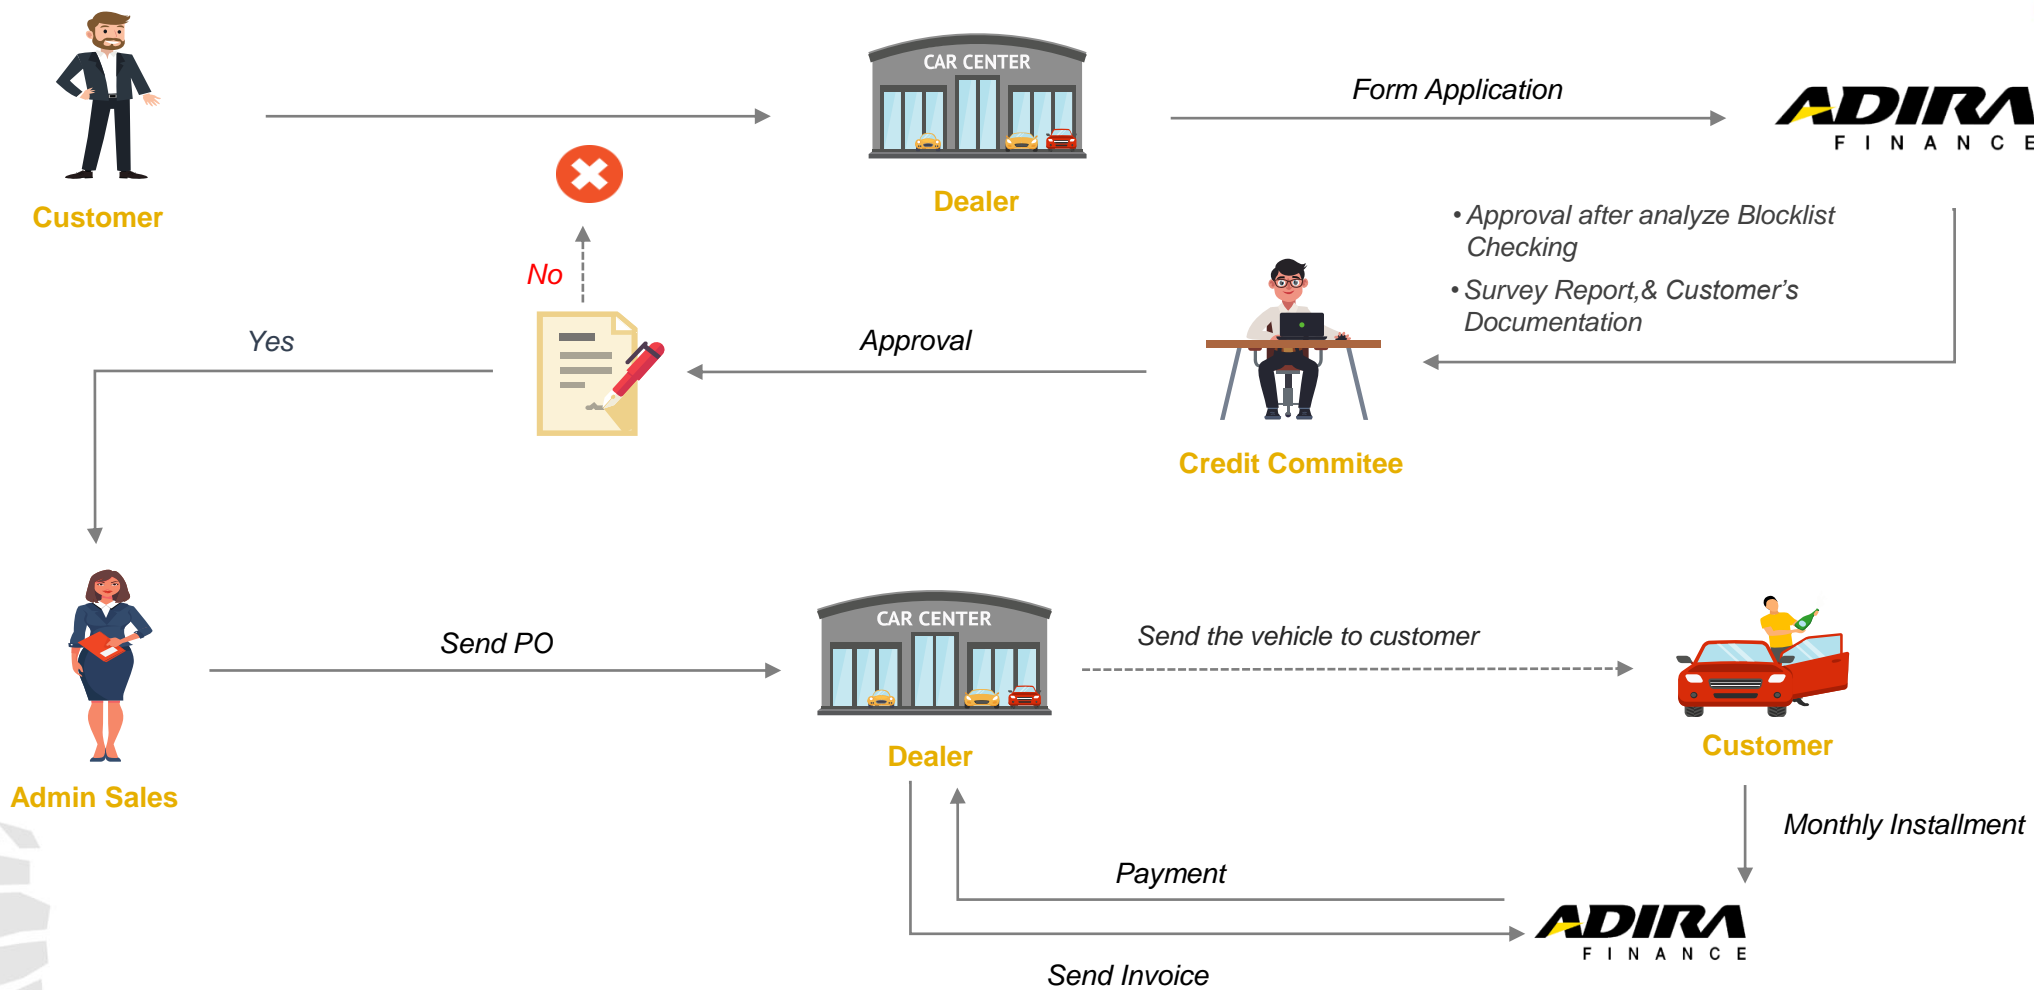 CAR CENTER
Form Application
ADIRA
FINANCE
Customer
Dealer
• Approval after analyze Blocklist
Checking
• Survey Report,& Customer's
Documentation
No
Yes
Approval
Credit Commitee
CAR CENTER
Send PO
Send the vehicle to customer
Dealer
Customer
Admin Sales
Monthly Installment
Payment
ADIRA
FINANCE
Send Invoice